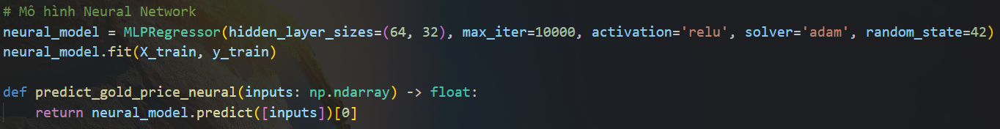 # Mô hình Neural Network
neural_model = MLPRegressor(hidden_layer_sizes=(64, 32), max_iter=10000, activation='relu', solver='adam', random_state=42)
neural_model.fit(X_train, y_train)
def predict_gold_price_neural(inputs: np.ndarray) -> float:
    return neural_model.predict([inputs])[0]